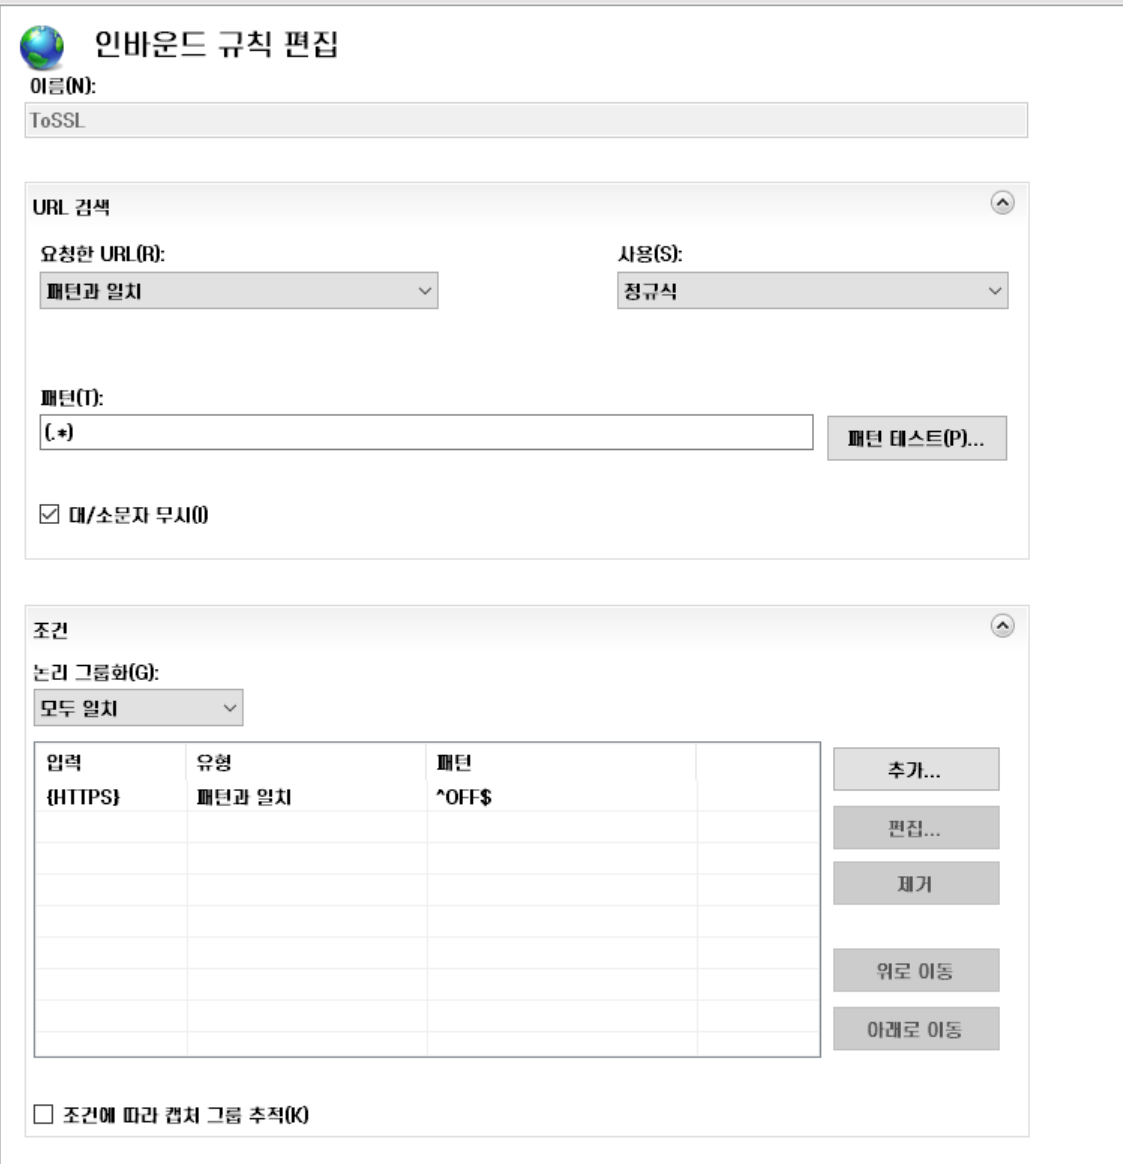 인바운드 규칙 편집
이름(N):
ToSSL
URL 검색
요청한 URL(R):
사용(S):
패턴과 일치
정규식
패턴(T):
(.*)
패턴 테스트(P)...
대/소문자 무시(I)
조건
논리 그룹화(G):
모두 일치
입력 유형 패턴
{HTTPS} 패턴과 일치 ^OFF$
추가...
편집...
제거
위로 이동
아래로 이동
조건에 따라 캡처 그룹 추적(K)